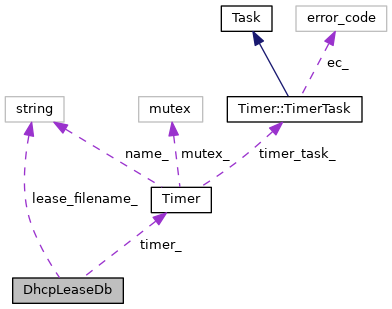 Task
error_code
ec_
string
mutex
Timer::TimerTask
name_
mutex_
timer_task_
lease_filename_
Timer
timer_
DhcpLeaseDb